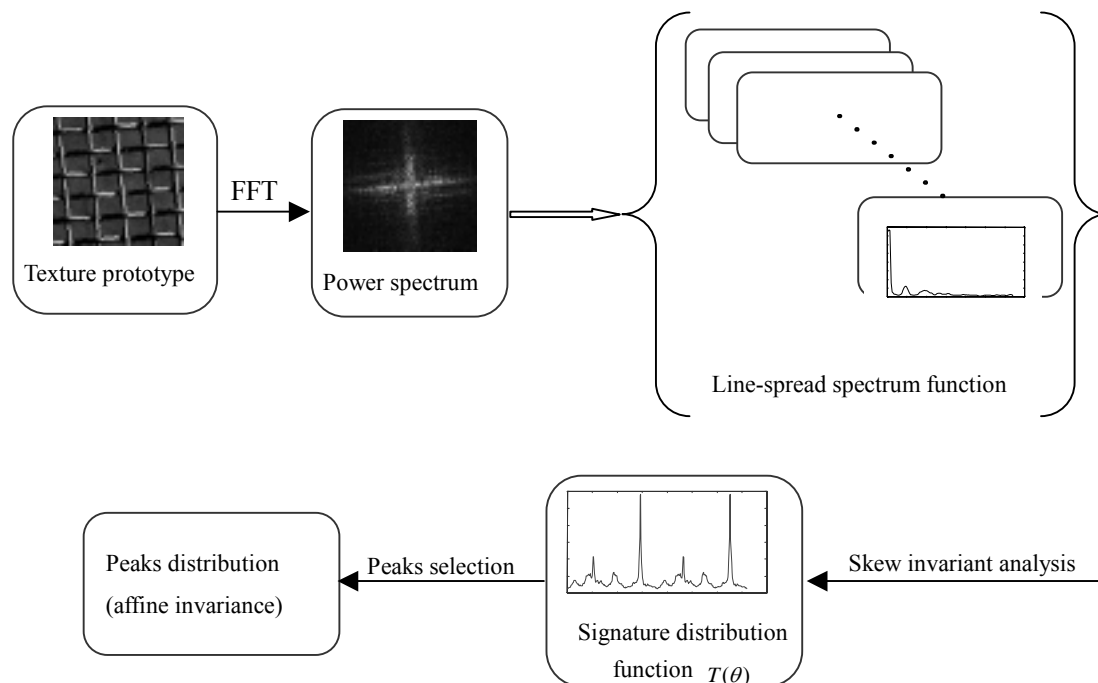 FFT
Texture prototype
Power spectrum
Line-spread spectrum function
Peaks distribution
(affine invariance)
Peaks selection
Skew invariant analysis
Signature distribution
function T(θ)